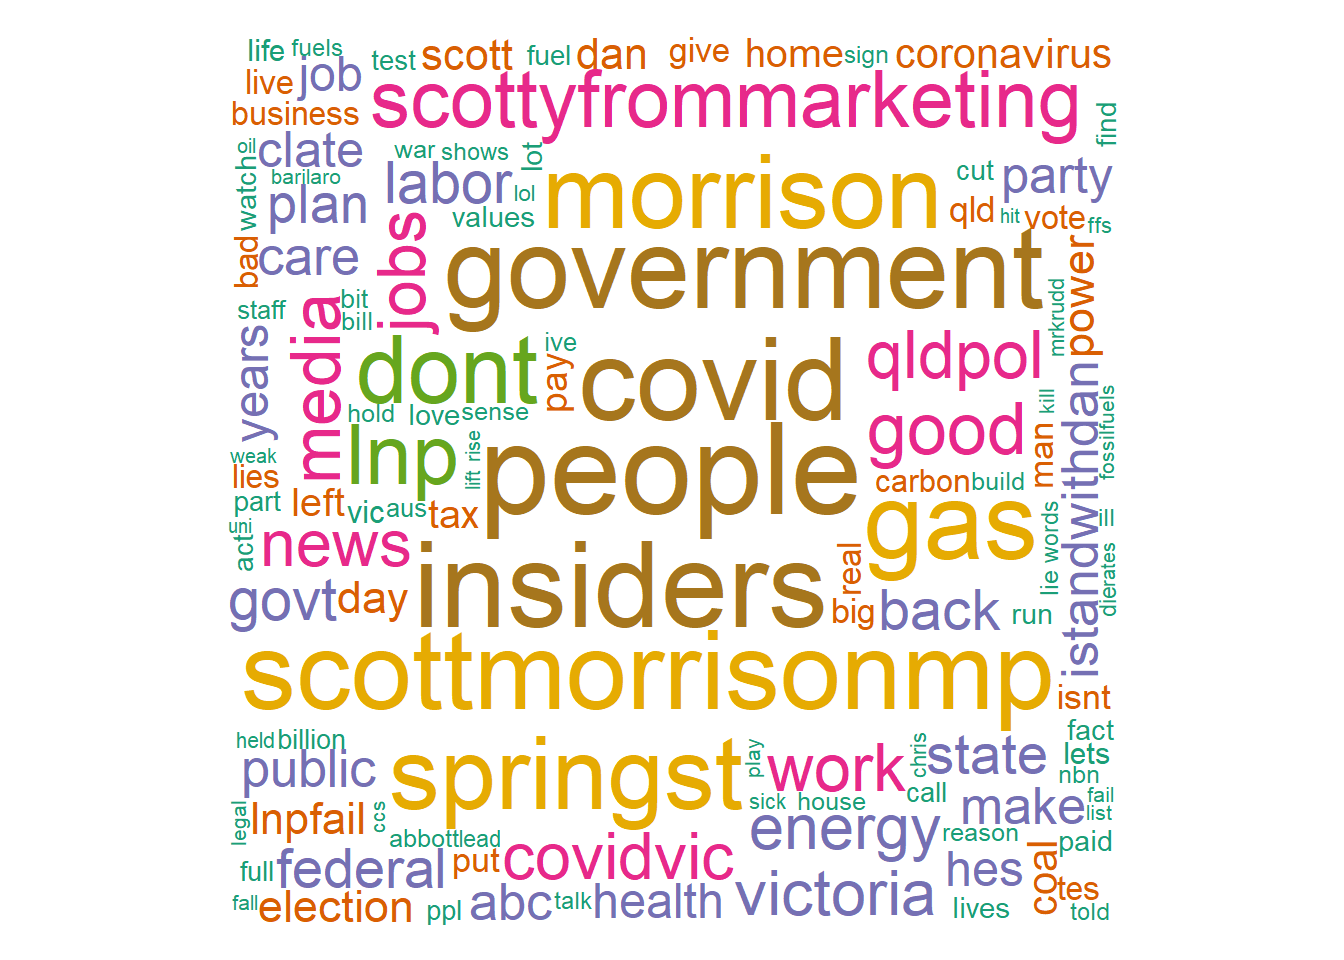 life fuels test scott fuel dan give home sign coronavirus
live job scottyfrommarketing find
business
oil clate war shows lot morrison cut party
watch barilaro plan labor lol values qld hit vote ffs
bad care jobs government mrkrudd power
staff bit bill media
years dont ive pay covid qldpol
hold love sense good man kill fossilfuels istandwithdan
weak lies lnp lift rise people carbon build
part left vic aus tax gas lie words ill
uni act news insiders real dierates
govt day big back run
scottmorrisonmp isnt
held billion springst play work chris state fact lets
public nbn
legal lnpfail ccs sick house call make fail list
abbott lead energy reason paid
full federal put covidvic hes coal tes
fall election ppl abc talk health victoria lives told